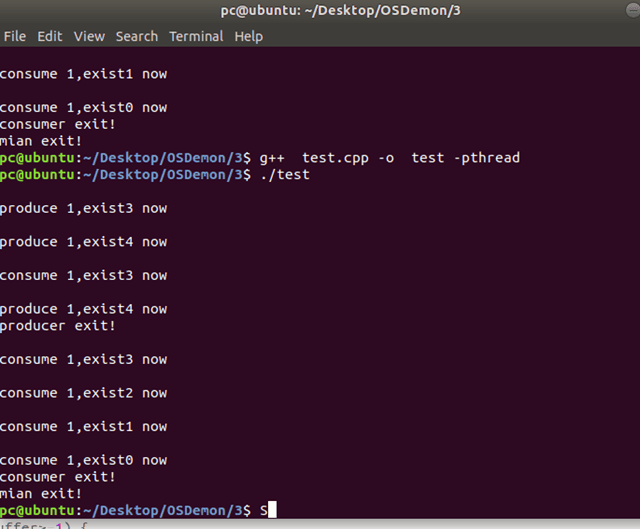 pc@ubuntu: ~/Desktop/OSDemon/3
File Edit View Search Terminal Help
consume 1,exist1 now
consume 1,exist0 now
consumer exit!
mian exit!
pc@ubuntu:~/Desktop/OSDemon/3$ g++  test.cpp -o  test -pthread
pc@ubuntu:~/Desktop/OSDemon/3$ ./test
produce 1,exist3 now
produce 1,exist4 now
consume 1,exist3 now
produce 1,exist4 now
producer exit!
consume 1,exist3 now
consume 1,exist2 now
consume 1,exist1 now
consume 1,exist0 now
consumer exit!
mian exit!
pc@ubuntu:~/Desktop/OSDemon/3$ S